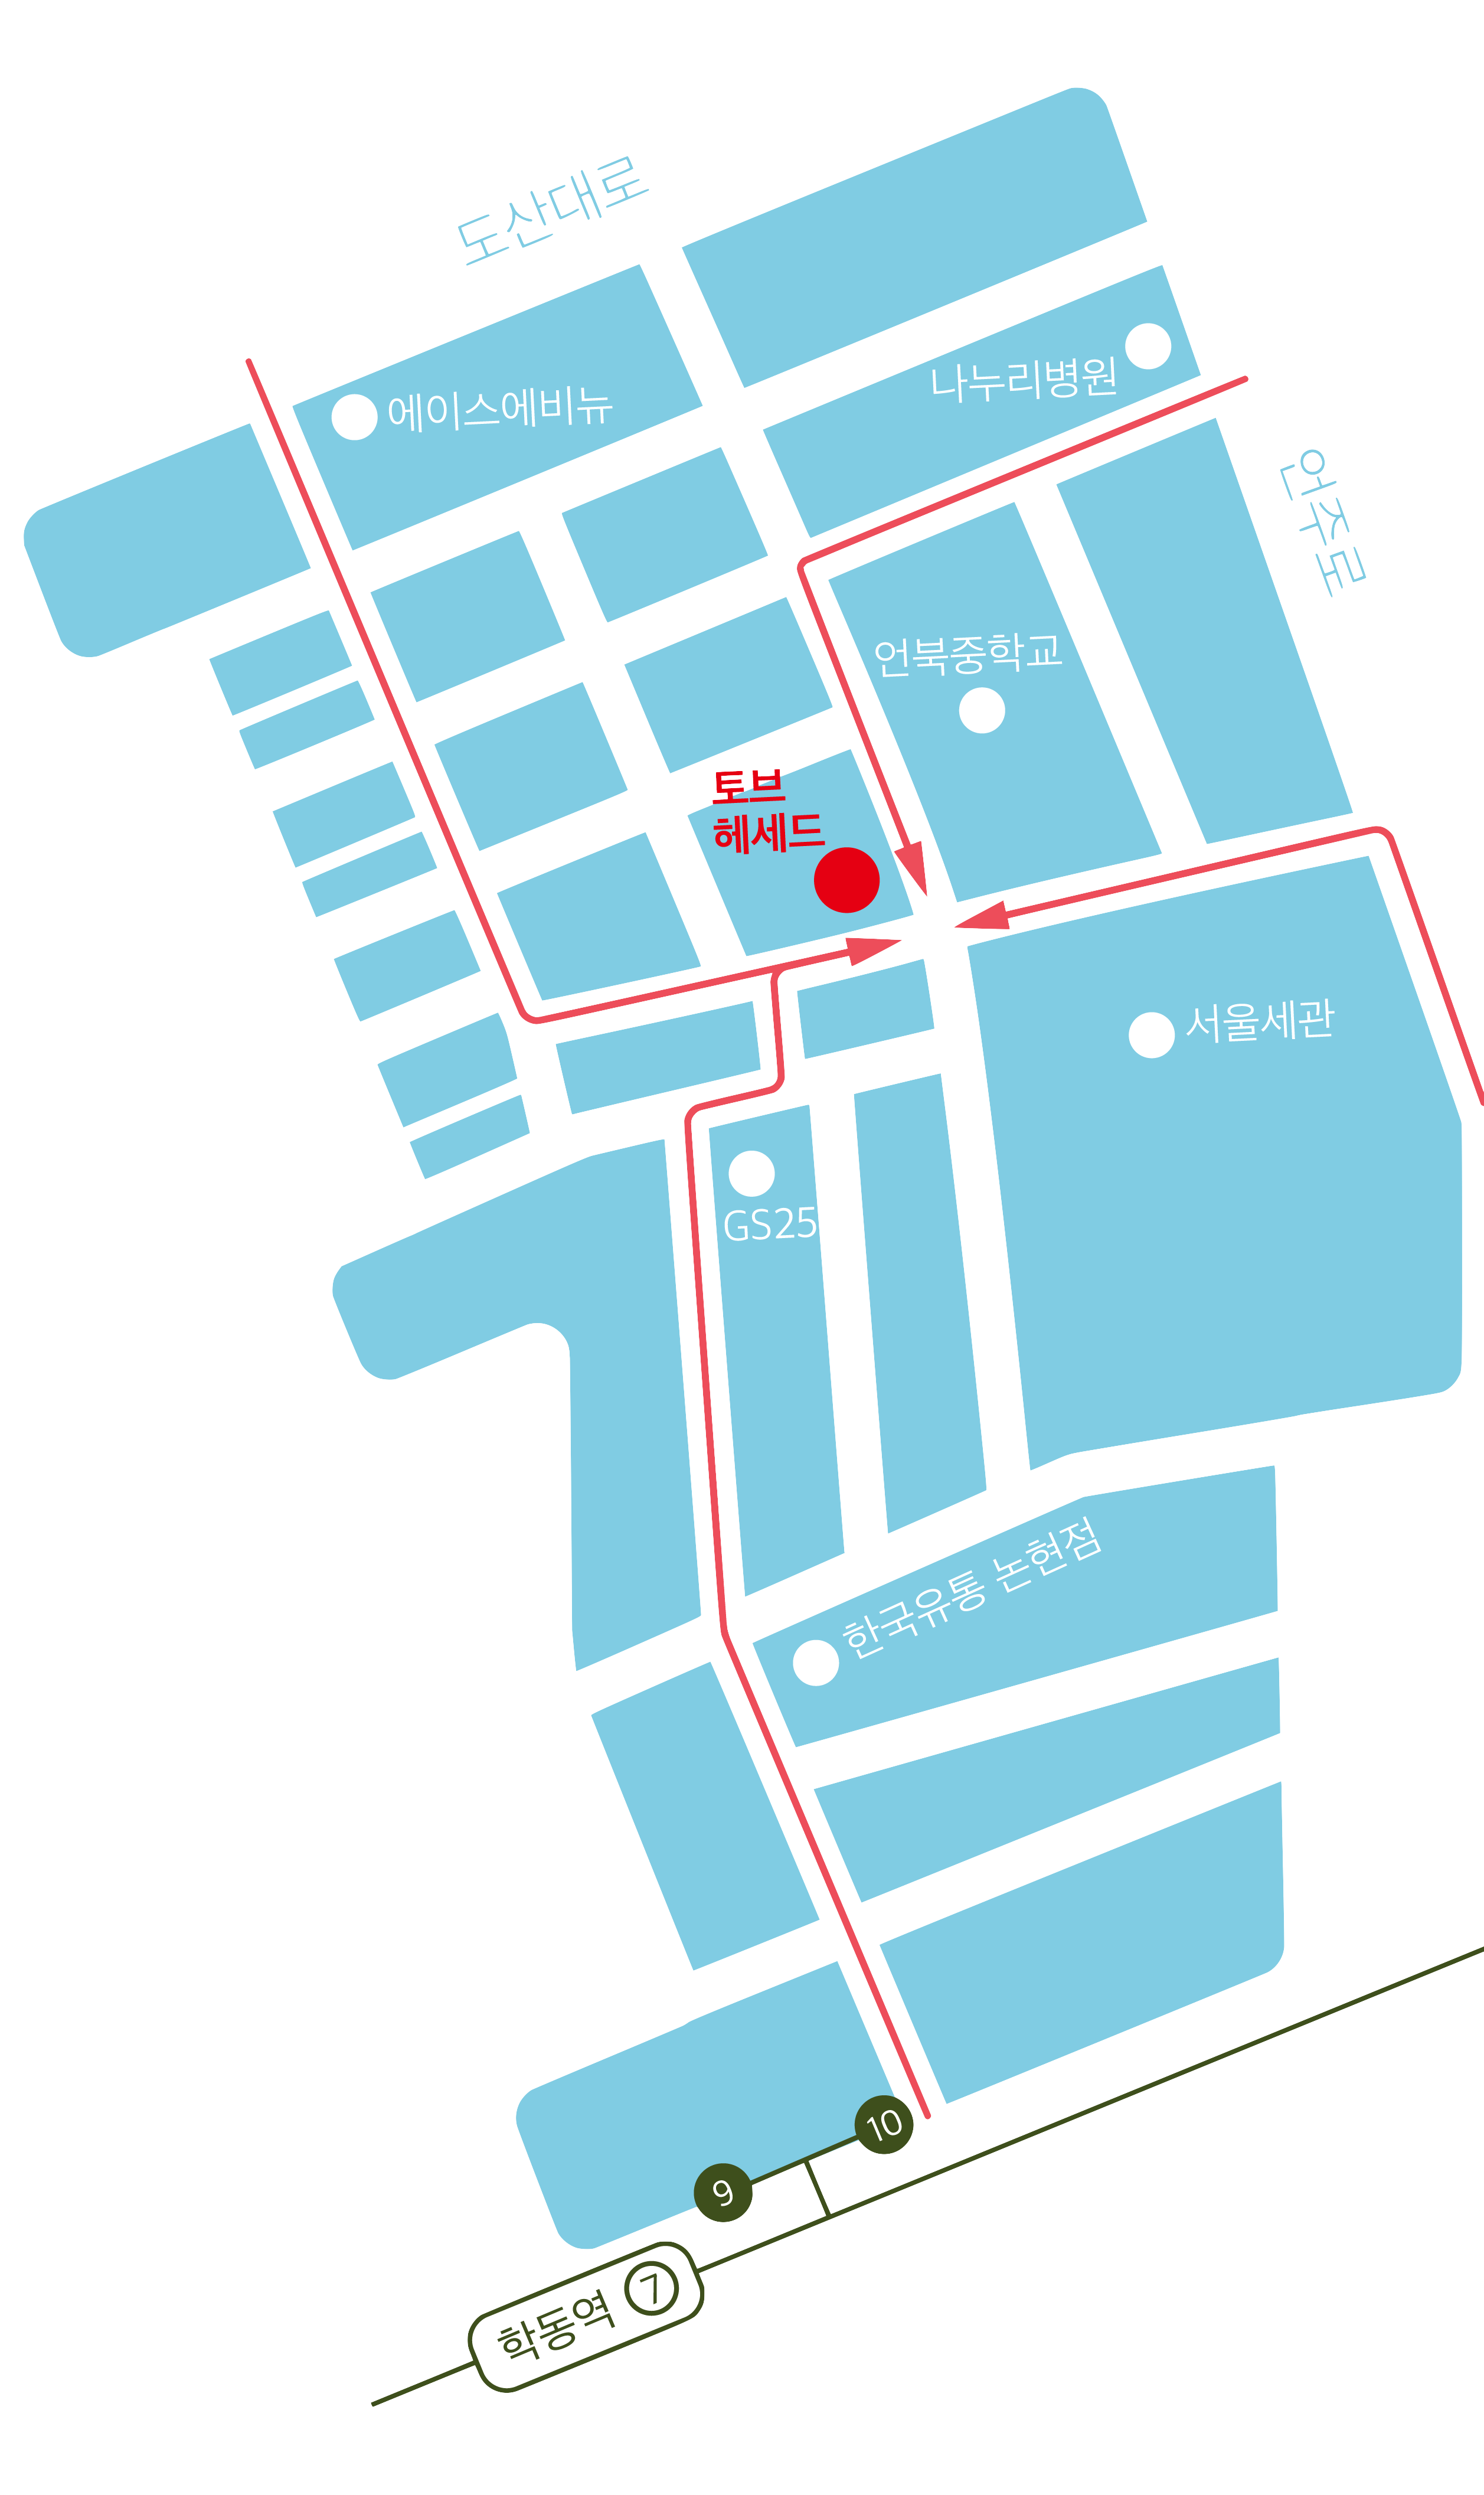 도산대로
에이스애비뉴
나누리병원
언주로
언북중학교
토브
헤세드
서울세관
GS25
한국유통 논현점
10
9
학동역 7